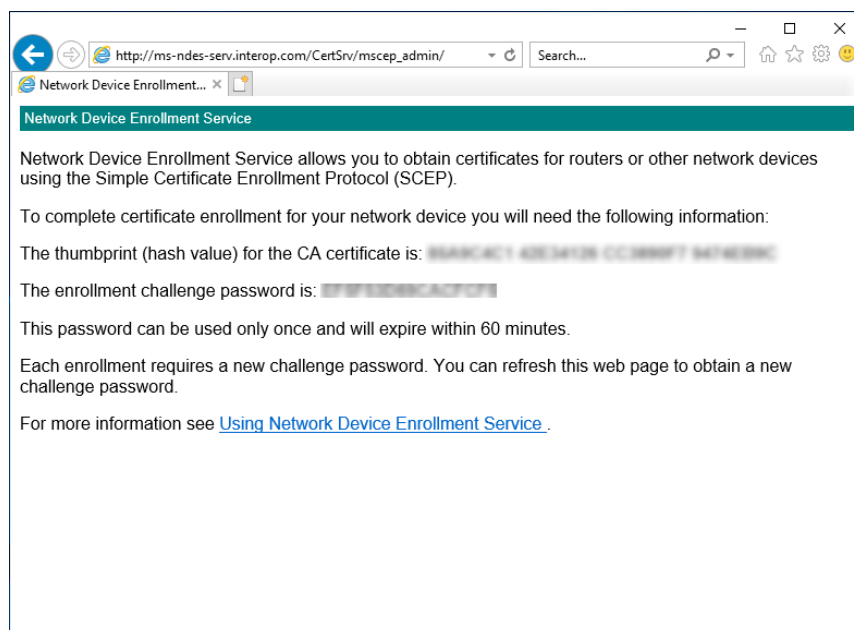 http://ms-ndes-serv.interop.com/CertSrv/mscep_admin/
Search...
Network Device Enrollment...
Network Device Enrollment Service
Network Device Enrollment Service allows you to obtain certificates for routers or other network devices
using the Simple Certificate Enrollment Protocol (SCEP).
To complete certificate enrollment for your network device you will need the following information:
The thumbprint (hash value) for the CA certificate is:
The enrollment challenge password is:
This password can be used only once and will expire within 60 minutes.
Each enrollment requires a new challenge password. You can refresh this web page to obtain a new
challenge password.
For more information see Using Network Device Enrollment Service .